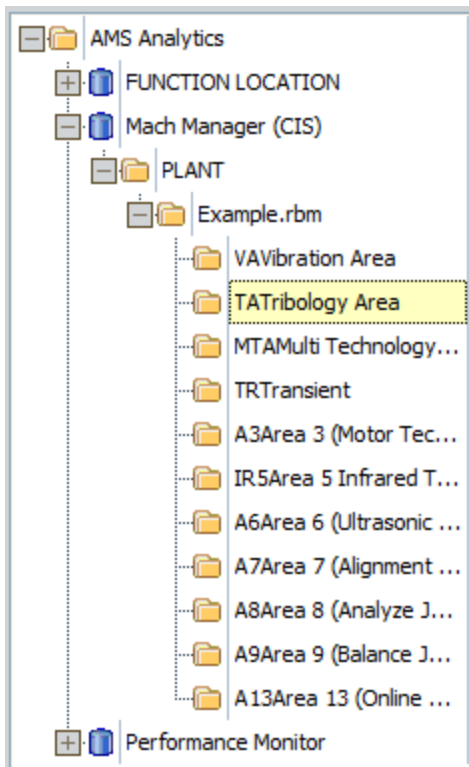 AMS Analytics
FUNCTION LOCATION
Mach Manager (CIS)
PLANT
Example.rbm
VAVibration Area
TATribology Area
MTAMulti Technology...
TRTransient
A3Area 3 (Motor Tec...
IR5Area 5 Infrared T...
A6Area 6 (Ultrasonic ...
A7Area 7 (Alignment ...
A8Area 8 (Analyze J...
A9Area 9 (Balance J...
A13Area 13 (Online ...
Performance Monitor